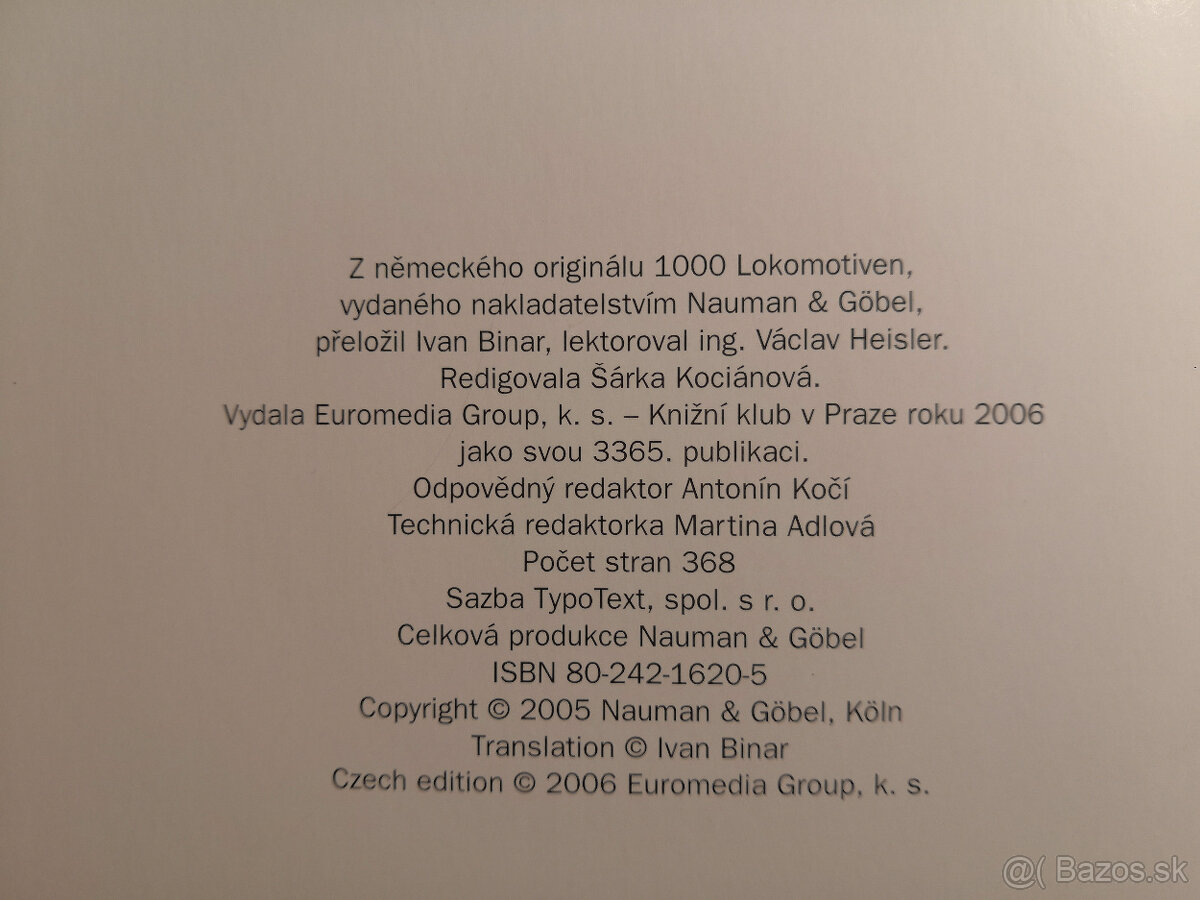 Z německého originálu 1000 Lokomotiven,
vydaného nakladatelstvím Nauman & Göbel,
přeložil Ivan Binar, lektoroval ing. Václav Heisler.
Redigovala Šárka Kociánová.
Vydala Euromedia Group, k. s. – Knižní klub v Praze roku 2006
jako svou 3365. publikaci.
Odpovědný redaktor Antonín Kočí
Technická redaktorka Martina Adlová
Počet stran 368
Sazba TypoText, spol. s r. o.
Celková produkce Nauman & Göbel
ISBN 80-242-1620-5
Copyright © 2005 Nauman & Göbel, Köln
Translation © Ivan Binar
Czech edition © 2006 Euromedia Group, k. s.
@( Bazos.sk